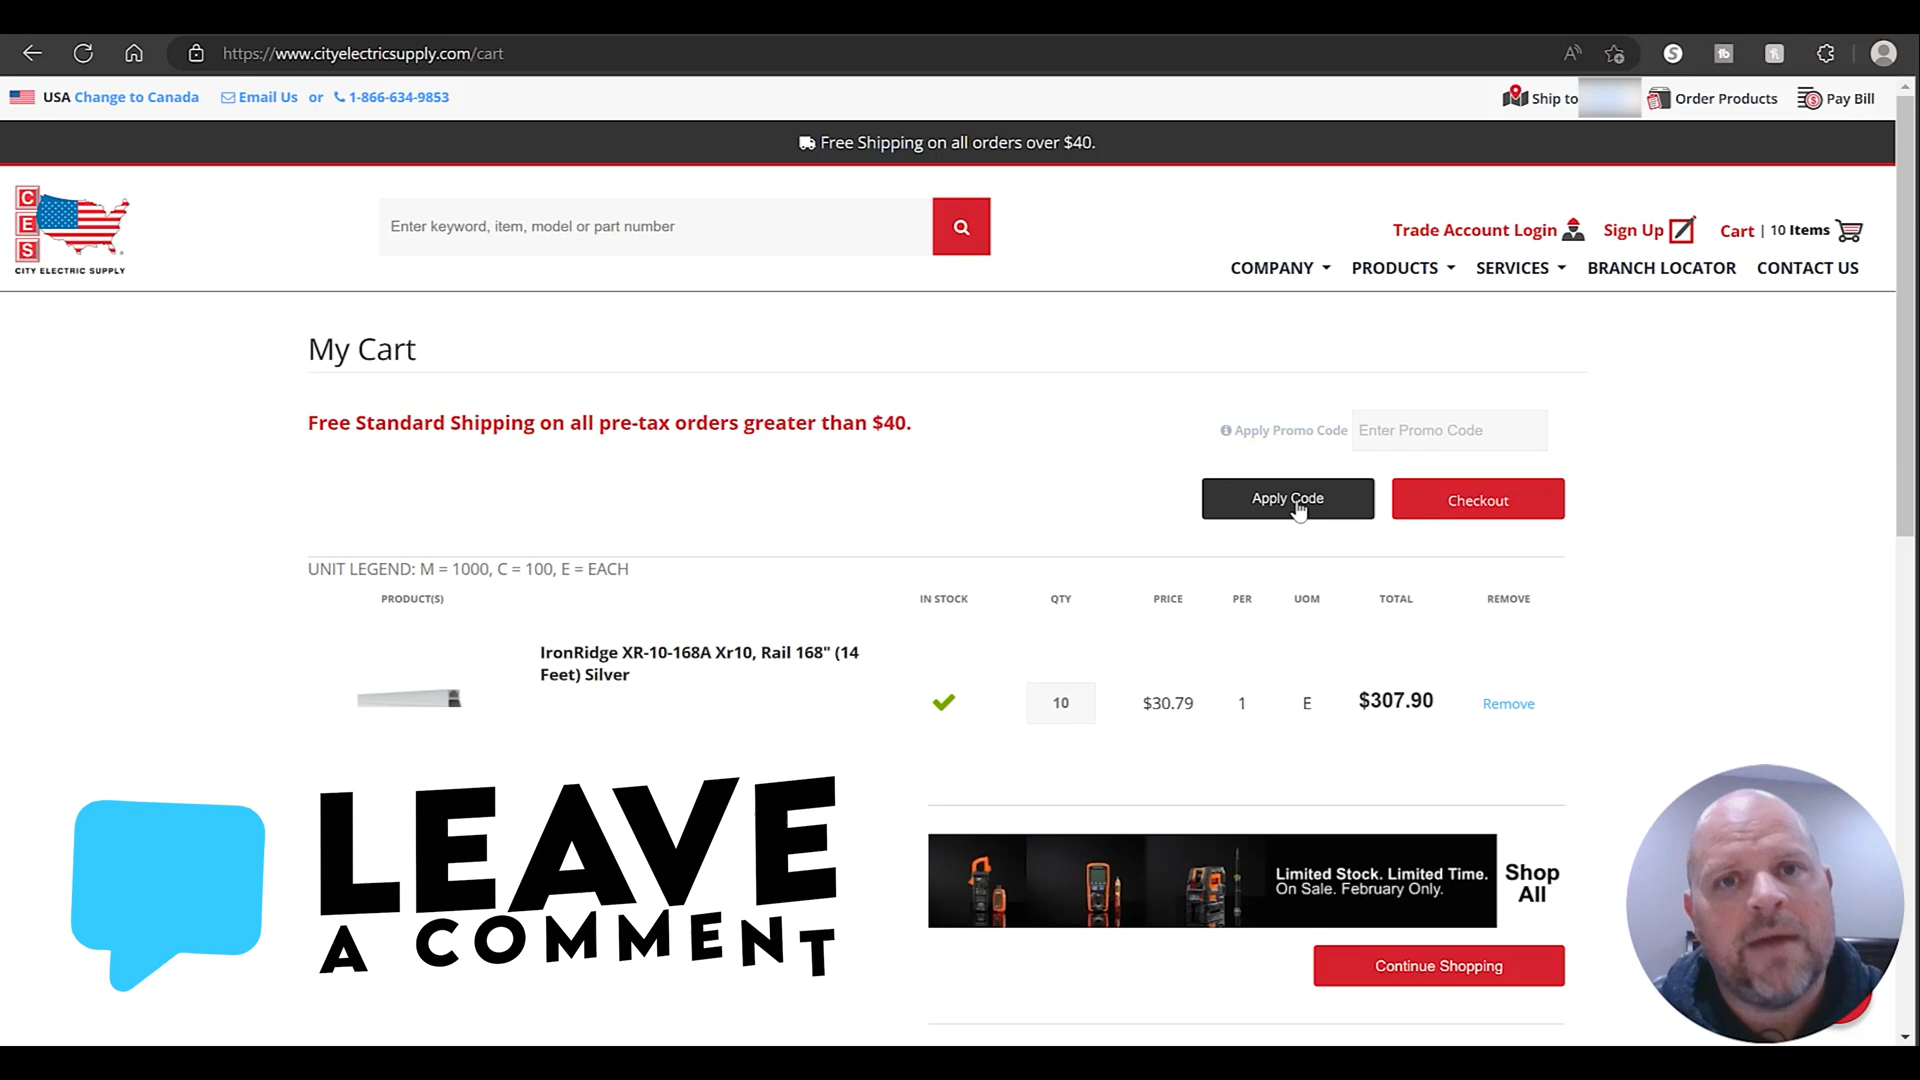 https://www.cityelectricsupply.com/cart
USA Change to Canada Email Us or 1-866-634-9853
Ship to Order Products Pay Bill
Free Shipping on all orders over $40.
CES
CITY ELECTRIC SUPPLY
Enter keyword, item, model or part number
Trade Account Login Sign Up Cart | 10 Items
COMPANY PRODUCTS SERVICES BRANCH LOCATOR CONTACT US
My Cart
Free Standard Shipping on all pre-tax orders greater than $40.
Apply Promo Code Enter Promo Code
Apply Code Checkout
UNIT LEGEND: M = 1000, C = 100, E = EACH
PRODUCT(S) IN STOCK QTY PRICE PER UOM TOTAL REMOVE
IronRidge XR-10-168A Xr10, Rail 168" (14
Feet) Silver
10 $30.79 1 E $307.90 Remove
LEAVE
A COMMENT
Limited Stock. Limited Time.
On Sale. February Only.
Shop
All
Continue Shopping